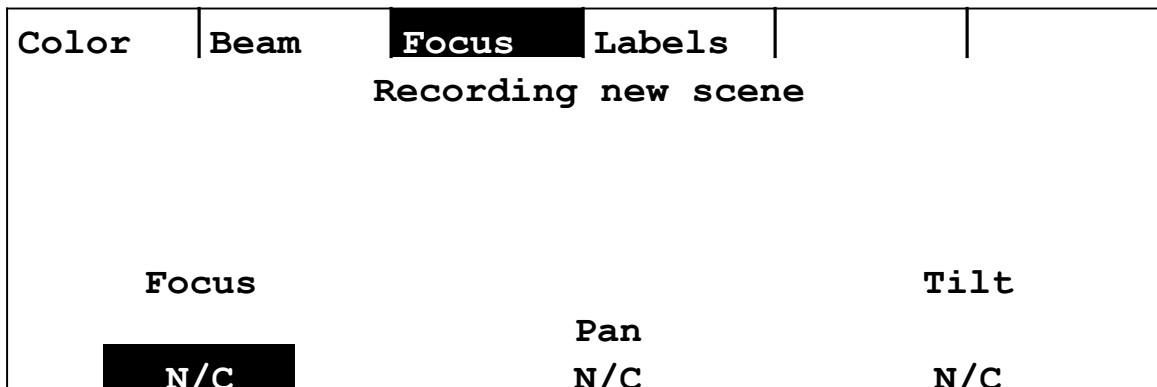 Color Beam Focus Labels
Recording new scene
Focus Tilt
Pan
N/C N/C N/C